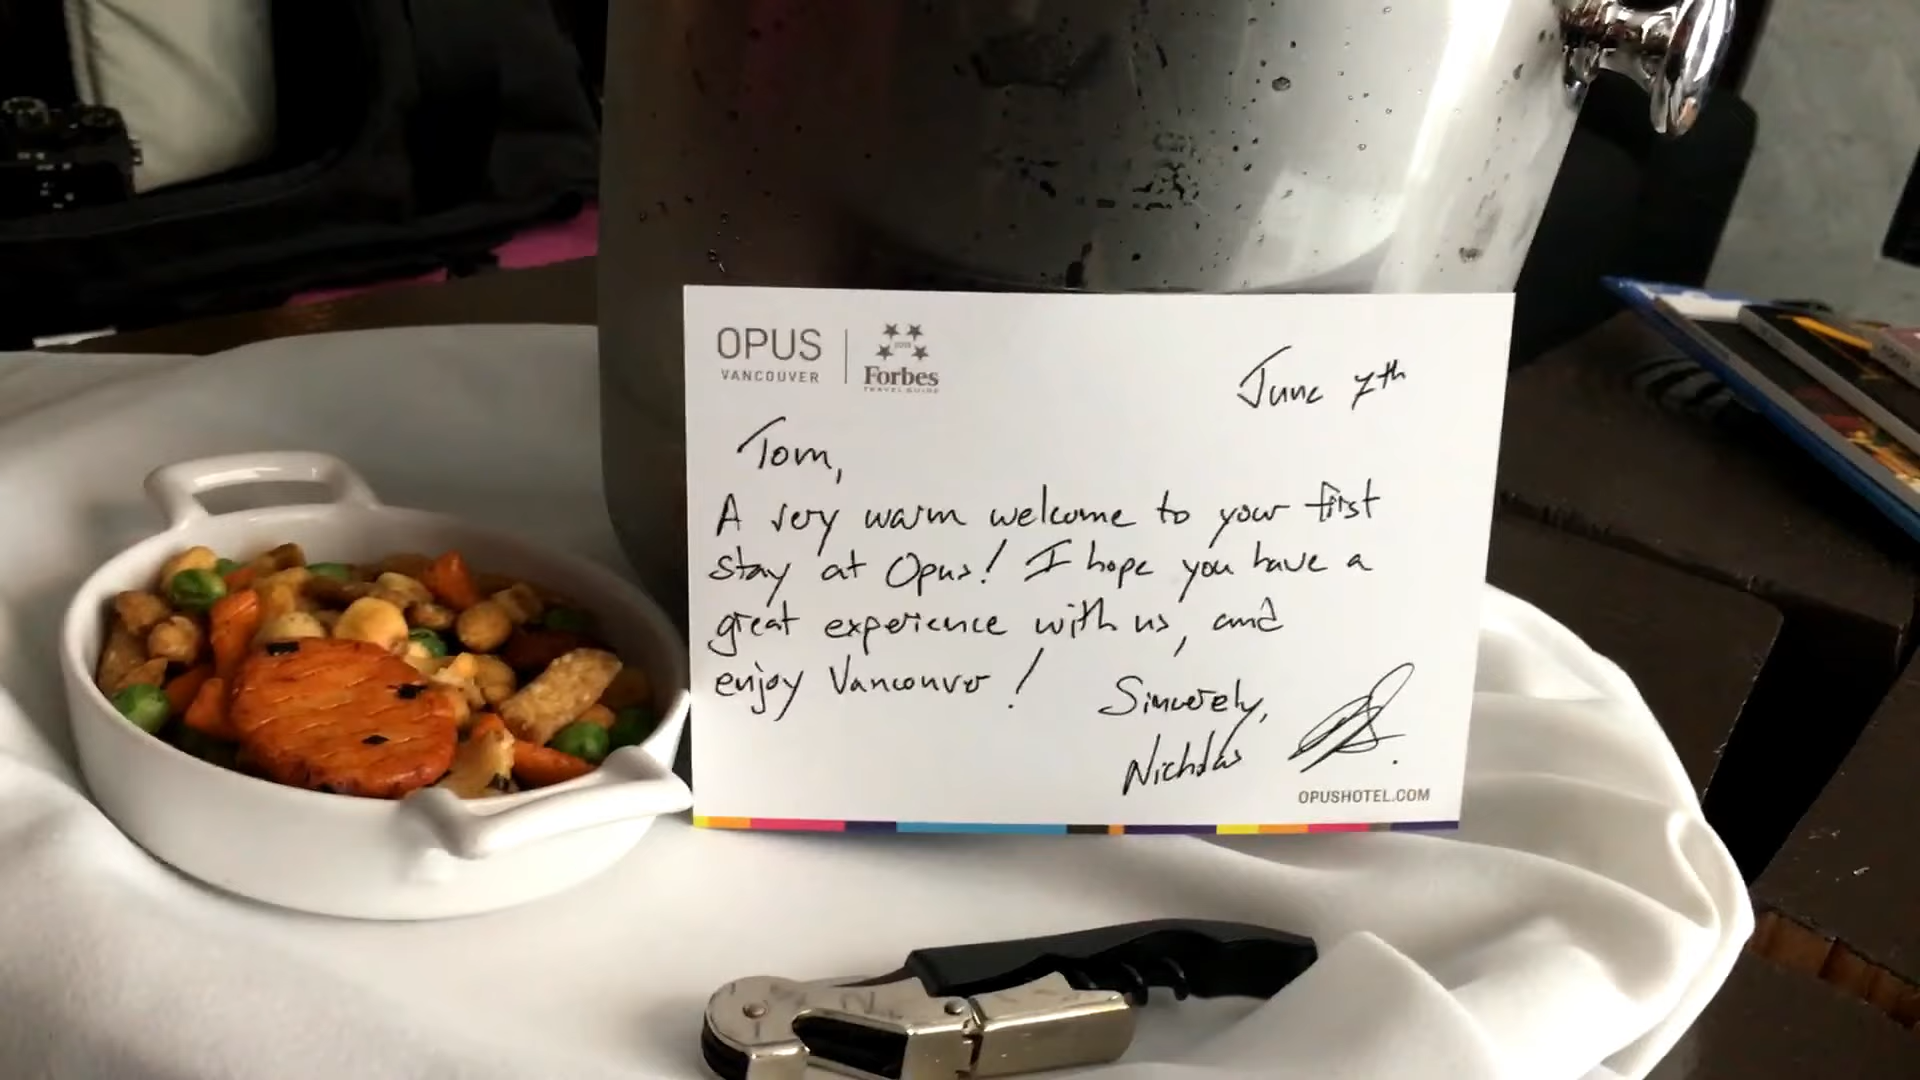 OPUS
VANCOUVER
Forbes
TRAVEL GUIDE
June 7th
Tom,
A very warm welcome to your first
stay at Opus! I hope you have a
great experience with us, and
enjoy Vancouver!
Sincerely,
Nicholas
OPUSHOTEL.COM